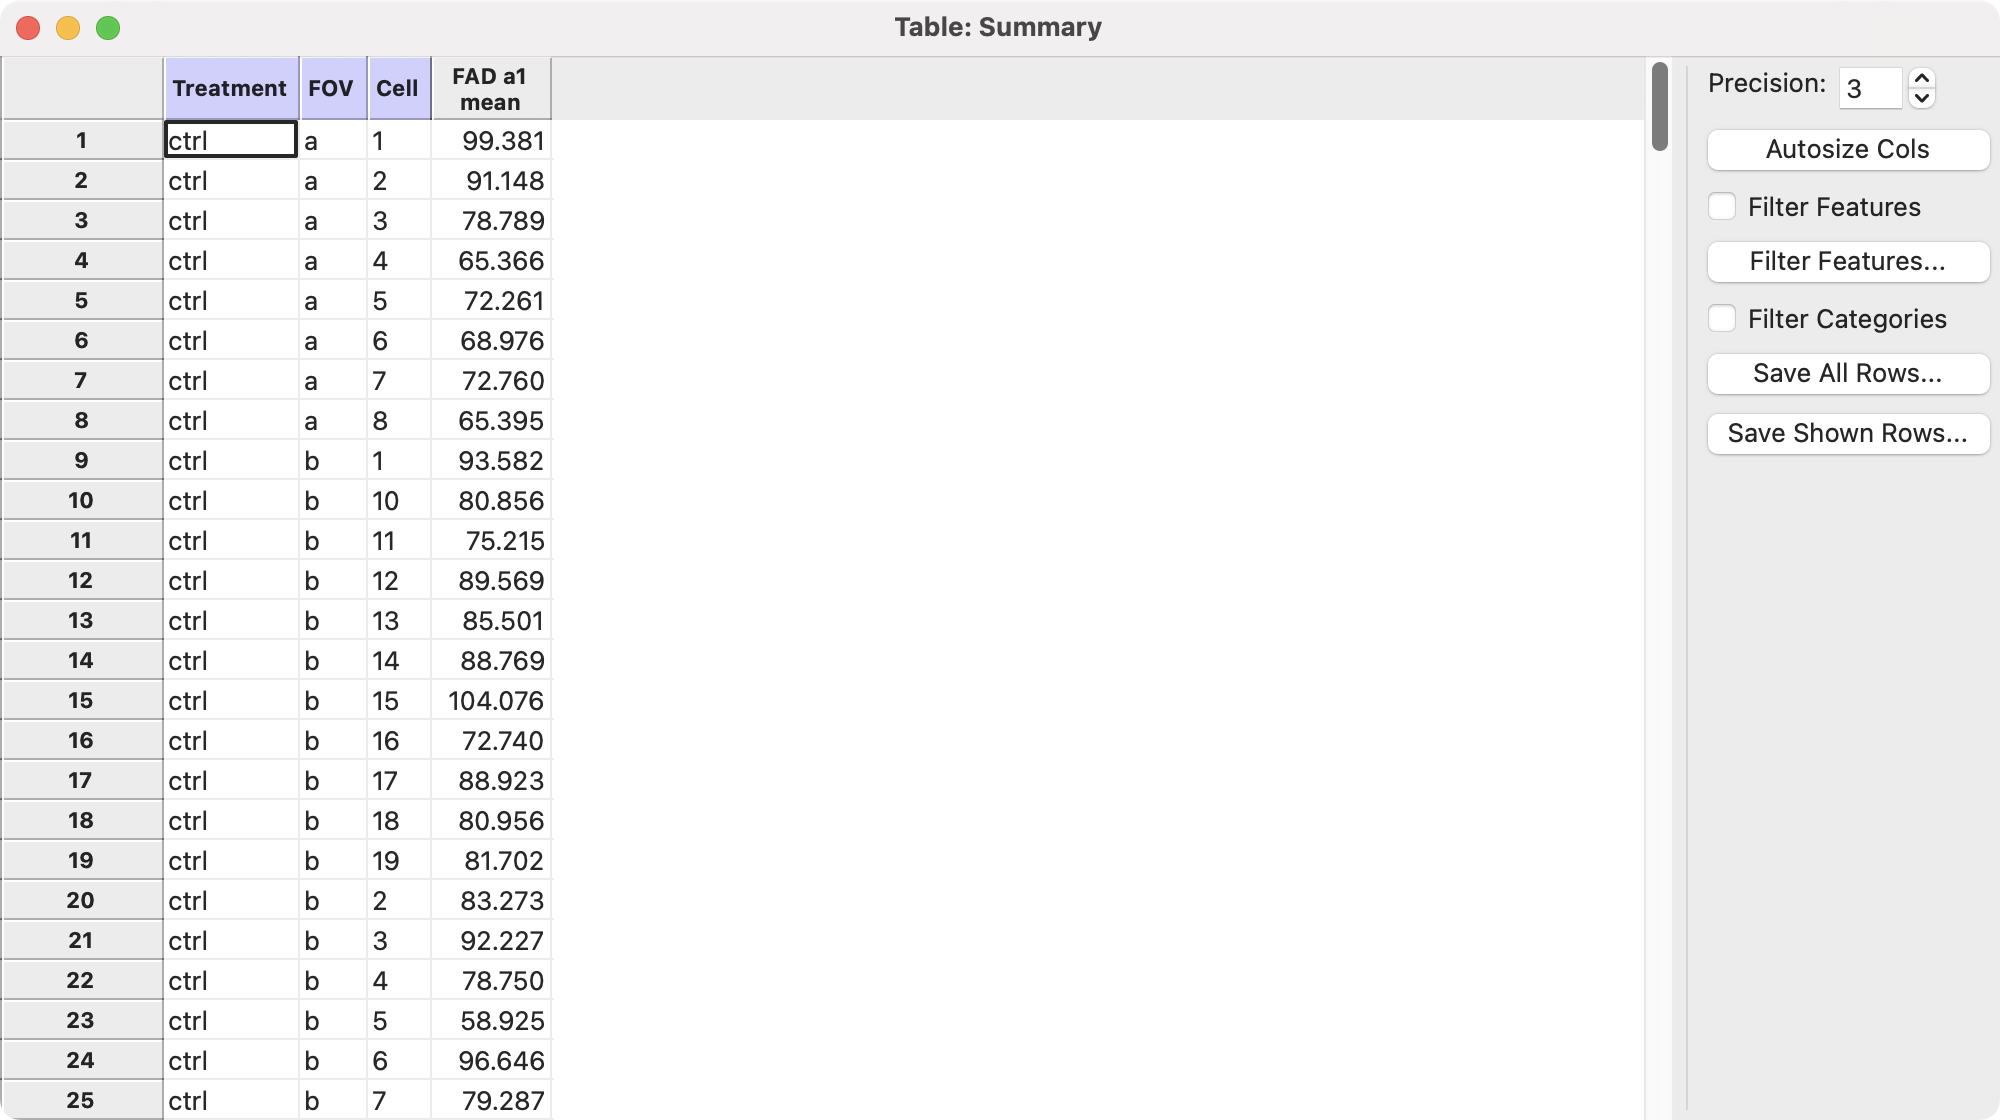 Table: Summary
Treatment FOV Cell FAD a1 mean
1 ctrl a 1 99.381
2 ctrl a 2 91.148
3 ctrl a 3 78.789
4 ctrl a 4 65.366
5 ctrl a 5 72.261
6 ctrl a 6 68.976
7 ctrl a 7 72.760
8 ctrl a 8 65.395
9 ctrl b 1 93.582
10 ctrl b 10 80.856
11 ctrl b 11 75.215
12 ctrl b 12 89.569
13 ctrl b 13 85.501
14 ctrl b 14 88.769
15 ctrl b 15 104.076
16 ctrl b 16 72.740
17 ctrl b 17 88.923
18 ctrl b 18 80.956
19 ctrl b 19 81.702
20 ctrl b 2 83.273
21 ctrl b 3 92.227
22 ctrl b 4 78.750
23 ctrl b 5 58.925
24 ctrl b 6 96.646
25 ctrl b 7 79.287
Precision: 3
Autosize Cols
Filter Features
Filter Features...
Filter Categories
Save All Rows...
Save Shown Rows...